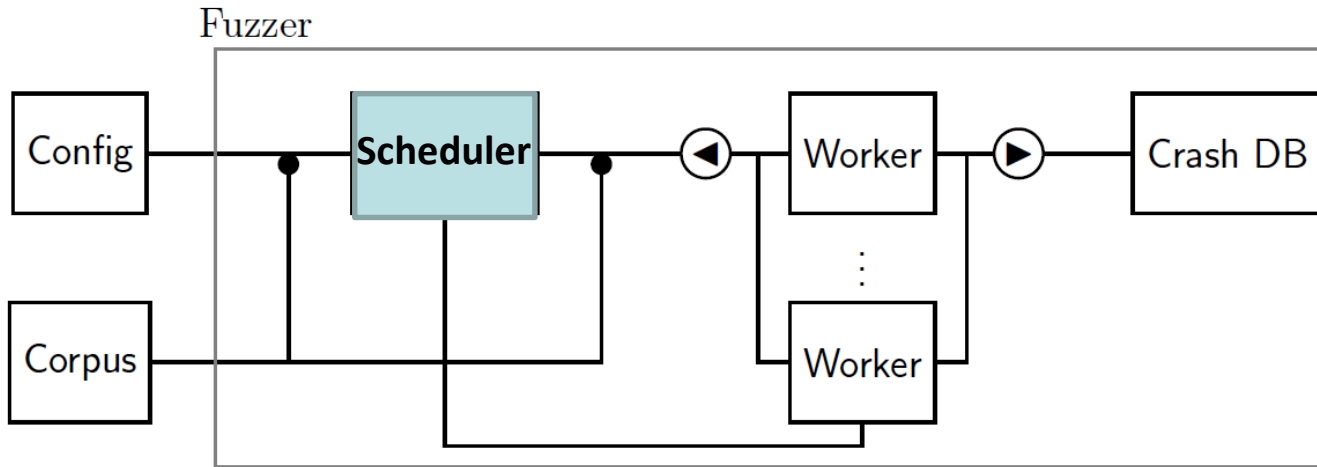 Fuzzer
Config
Scheduler
Worker
Crash DB
Corpus
Worker